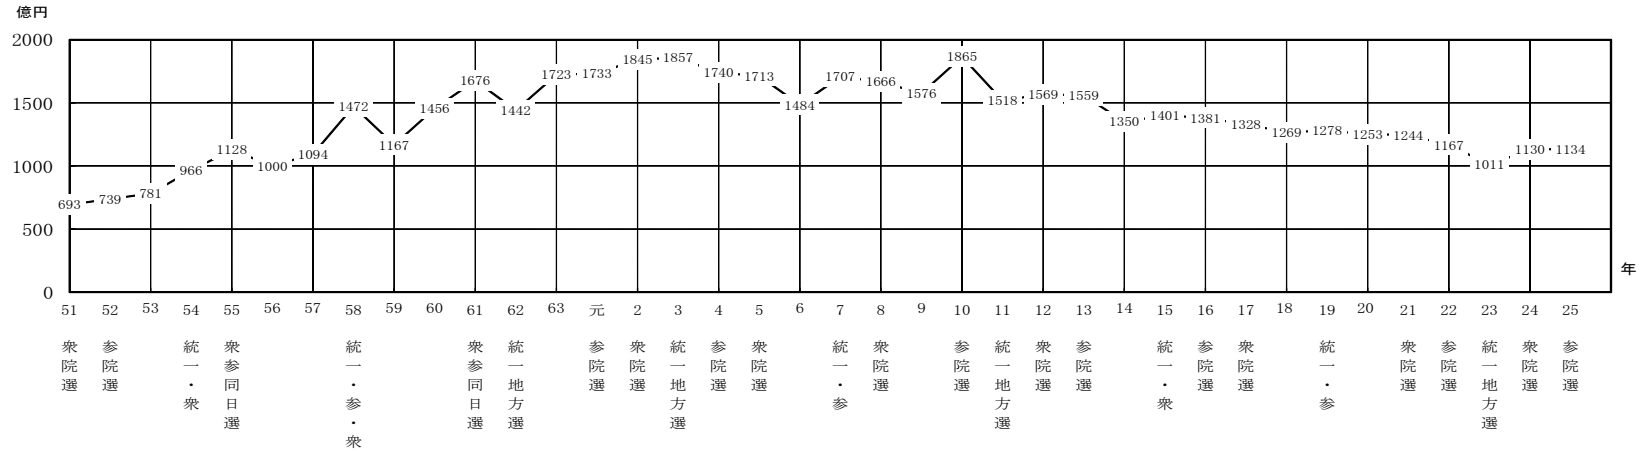 億円
2000
1500
1000
500
0
693 739 781 966 1128 1000 1094 1472 1167 1456 1676 1442 1723 1733 1845 1857 1740 1713 1484 1707 1666 1576 1865 1518 1569 1559 1350 1401 1381 1328 1269 1278 1253 1244 1167 1011 1130 1134
年
51 52 53 54 55 56 57 58 59 60 61 62 63 元 2 3 4 5 6 7 8 9 10 11 12 13 14 15 16 17 18 19 20 21 22 23 24 25
衆院選
参院選
統一・衆
衆参同日選
統一・参・衆
衆参同日選
統一地方選
参院選
衆院選
統一地方選
参院選
衆院選
統一・参
衆院選
参院選
統一地方選
衆院選
参院選
統一・衆
参院選
衆院選
統一・参
衆院選
参院選
統一地方選
衆院選
参院選